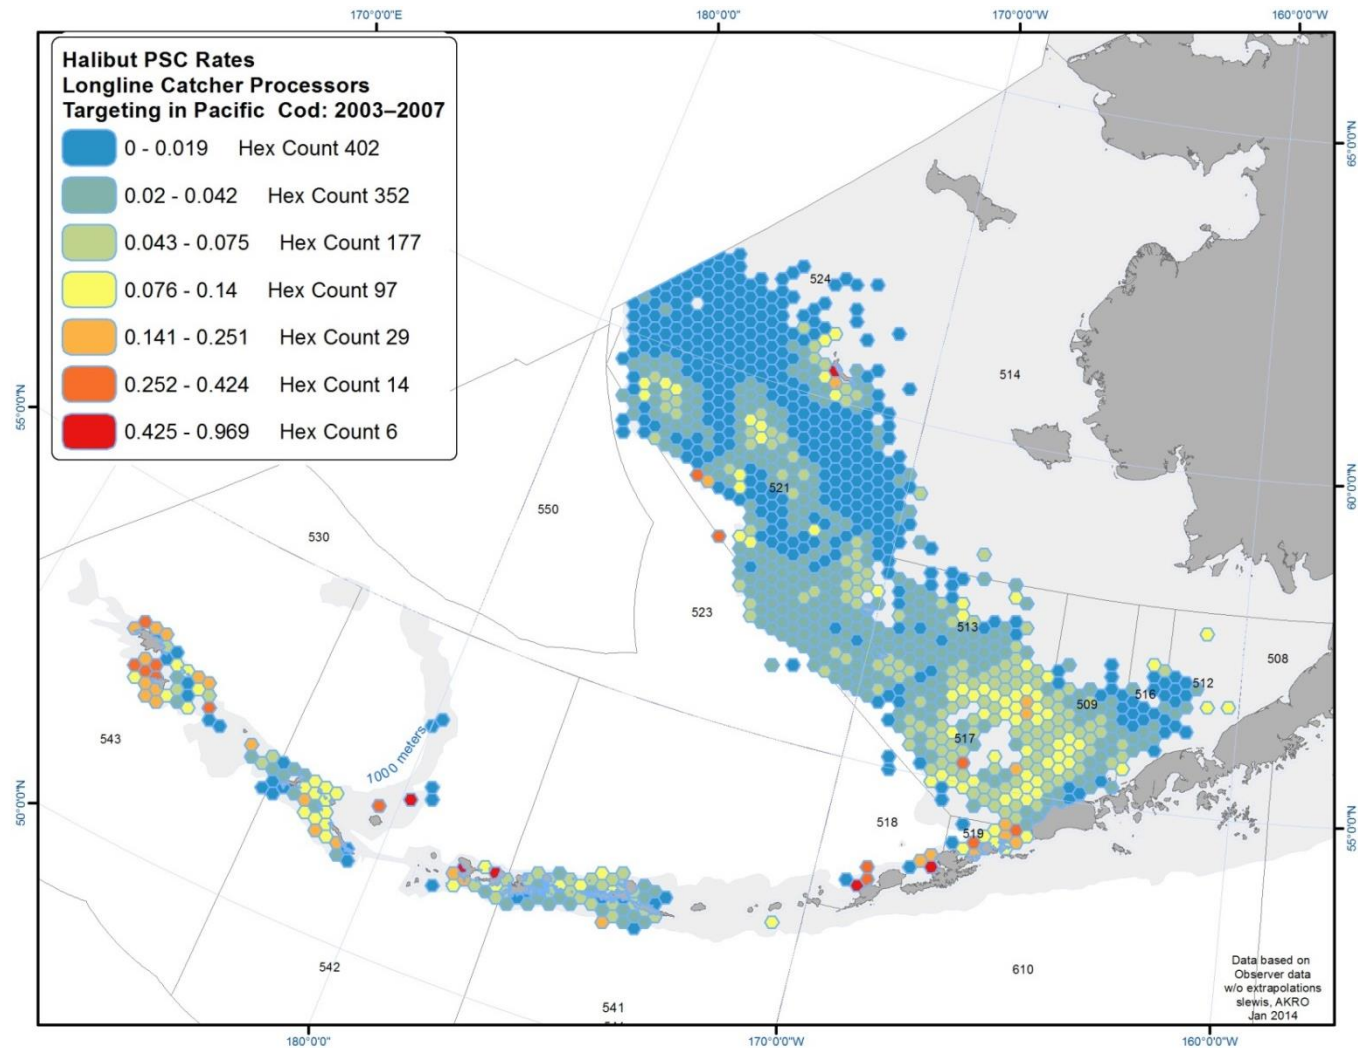 170°0'0"E
180°0'0"
170°0'0"W
160°0'0"W
Halibut PSC Rates
Longline Catcher Processors
Targeting in Pacific Cod: 2003–2007
0 - 0.019 Hex Count 402
0.02 - 0.042 Hex Count 352
0.043 - 0.075 Hex Count 177
0.076 - 0.14 Hex Count 97
0.141 - 0.251 Hex Count 29
0.252 - 0.424 Hex Count 14
0.425 - 0.969 Hex Count 6
65°0'0"N
524
514
55°0'0"N
60°0'0"N
521
550
530
523
513
508
512
516
509
543
517
1000 meters
50°0'0"N
518
519
55°0'0"N
542
610
541
Data based on
Observer data
w/o extrapolations
slewis, AKRO
Jan 2014
180°0'0"
170°0'0"W
160°0'0"W